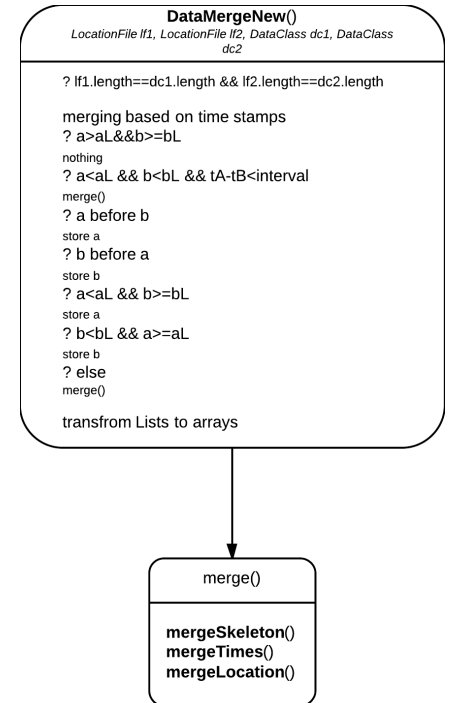 DataMergeNew()
LocationFile lf1, LocationFile lf2, DataClass dc1, DataClass
dc2
? lf1.length==dc1.length && lf2.length==dc2.length
merging based on time stamps
? a>aL&&b>=bL
nothing
? a<aL && b<bL && tA-tB<interval
merge()
? a before b
store a
? b before a
store b
? a<aL && b>=bL
store a
? b<bL && a>=aL
store b
? else
merge()
transfrom Lists to arrays
merge()
mergeSkeleton()
mergeTimes()
mergeLocation()